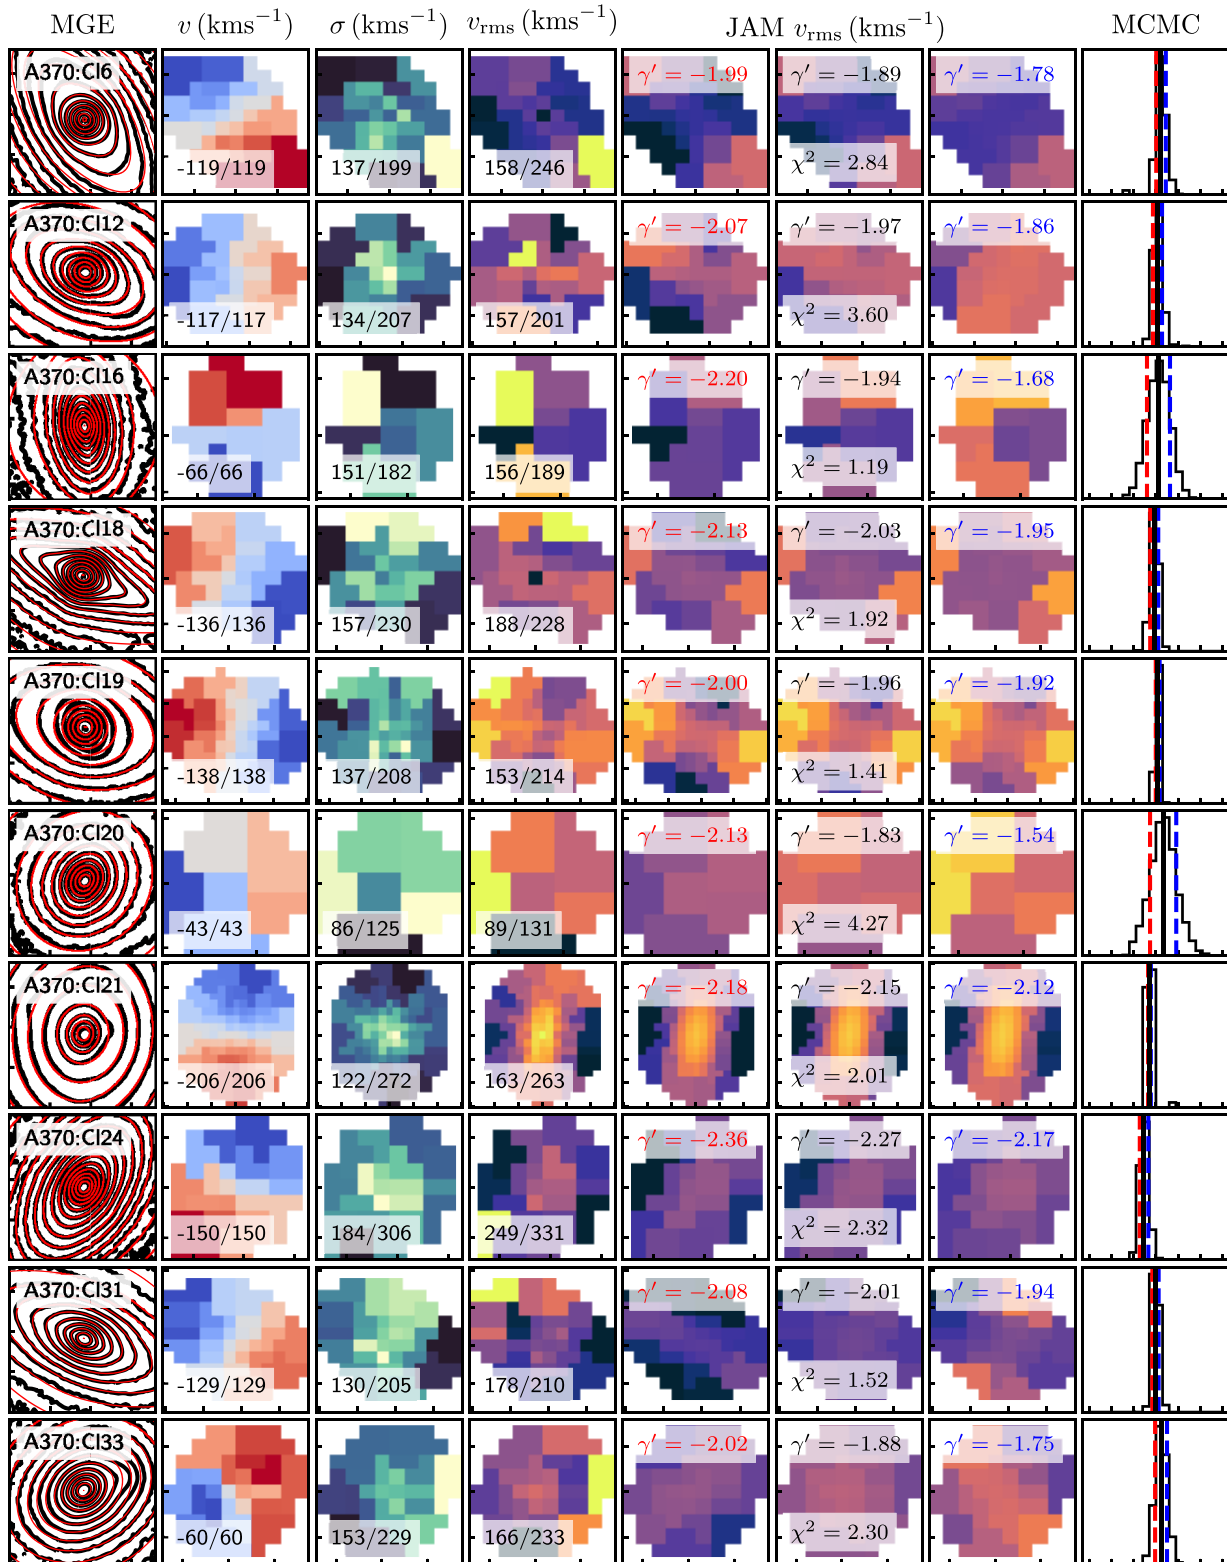 MGE v (kms⁻¹) σ (kms⁻¹) v_rms (kms⁻¹) JAM v_rms (kms⁻¹) MCMC
A370:Cl6 γ′ = −1.99 γ′ = −1.89 γ′ = −1.78
-119/119 137/199 158/246 χ² = 2.84
A370:Cl12 γ′ = −2.07 γ′ = −1.97 γ′ = −1.86
-117/117 134/207 157/201 χ² = 3.60
A370:Cl16 γ′ = −2.20 γ′ = −1.94 γ′ = −1.68
-66/66 151/182 156/189 χ² = 1.19
A370:Cl18 γ′ = −2.13 γ′ = −2.03 γ′ = −1.95
-136/136 157/230 188/228 χ² = 1.92
A370:Cl19 γ′ = −2.00 γ′ = −1.96 γ′ = −1.92
-138/138 137/208 153/214 χ² = 1.41
A370:Cl20 γ′ = −2.13 γ′ = −1.83 γ′ = −1.54
-43/43 86/125 89/131 χ² = 4.27
A370:Cl21 γ′ = −2.18 γ′ = −2.15 γ′ = −2.12
-206/206 122/272 163/263 χ² = 2.01
A370:Cl24 γ′ = −2.36 γ′ = −2.27 γ′ = −2.17
-150/150 184/306 249/331 χ² = 2.32
A370:Cl31 γ′ = −2.08 γ′ = −2.01 γ′ = −1.94
-129/129 130/205 178/210 χ² = 1.52
A370:Cl33 γ′ = −2.02 γ′ = −1.88 γ′ = −1.75
-60/60 153/229 166/233 χ² = 2.30